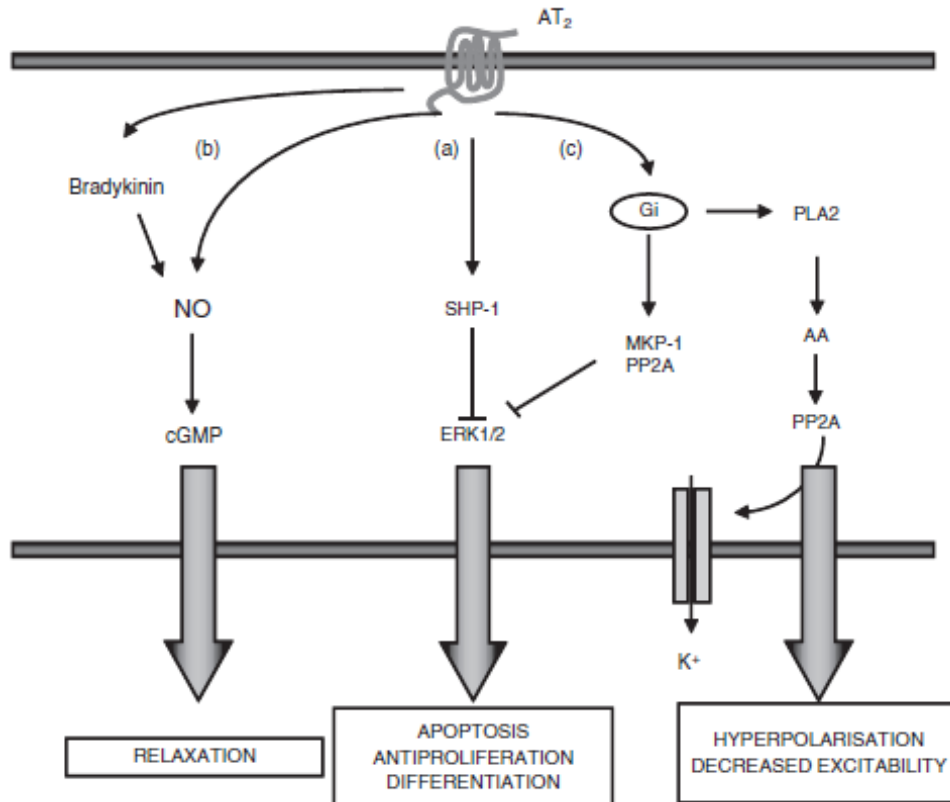 AT₂
(b)
(a)
(c)
Bradykinin
Gi
PLA2
NO
SHP-1
MKP-1
PP2A
AA
cGMP
ERK1/2
PP2A
K⁺
RELAXATION
APOPTOSIS
ANTIPROLIFERATION
DIFFERENTIATION
HYPERPOLARISATION
DECREASED EXCITABILITY